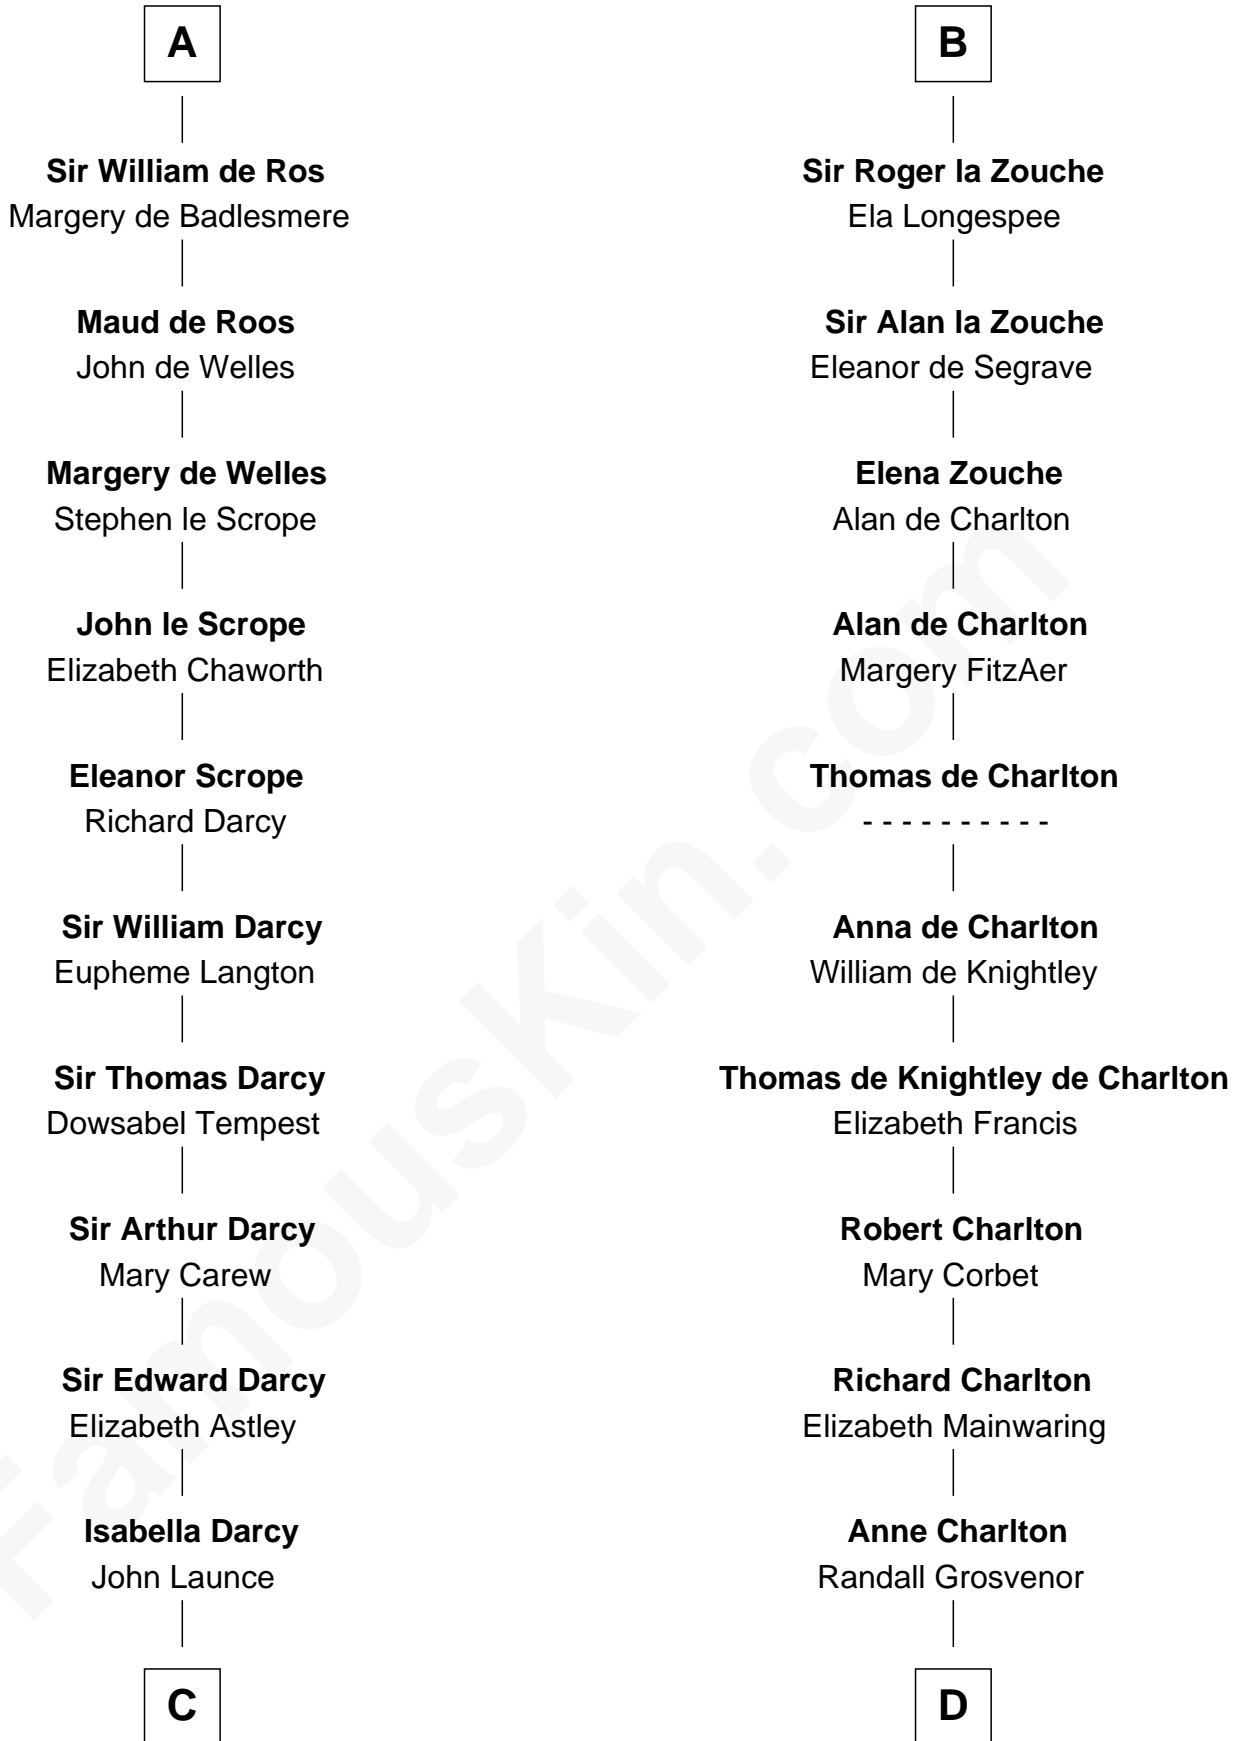 A
Sir William de Ros
Margery de Badlesmere
Maud de Roos
John de Welles
Margery de Welles
Stephen le Scrope
John le Scrope
Elizabeth Chaworth
Eleanor Scrope
Richard Darcy
Sir William Darcy
Eupheme Langton
Sir Thomas Darcy
Dowsabel Tempest
Sir Arthur Darcy
Mary Carew
Sir Edward Darcy
Elizabeth Astley
Isabella Darcy
John Launce
C
B
Sir Roger la Zouche
Ela Longespee
Sir Alan la Zouche
Eleanor de Segrave
Elena Zouche
Alan de Charlton
Alan de Charlton
Margery FitzAer
Thomas de Charlton
- - - - - - - - - -
Anna de Charlton
William de Knightley
Thomas de Knightley de Charlton
Elizabeth Francis
Robert Charlton
Mary Corbet
Richard Charlton
Elizabeth Mainwaring
Anne Charlton
Randall Grosvenor
D
FamousKin.com